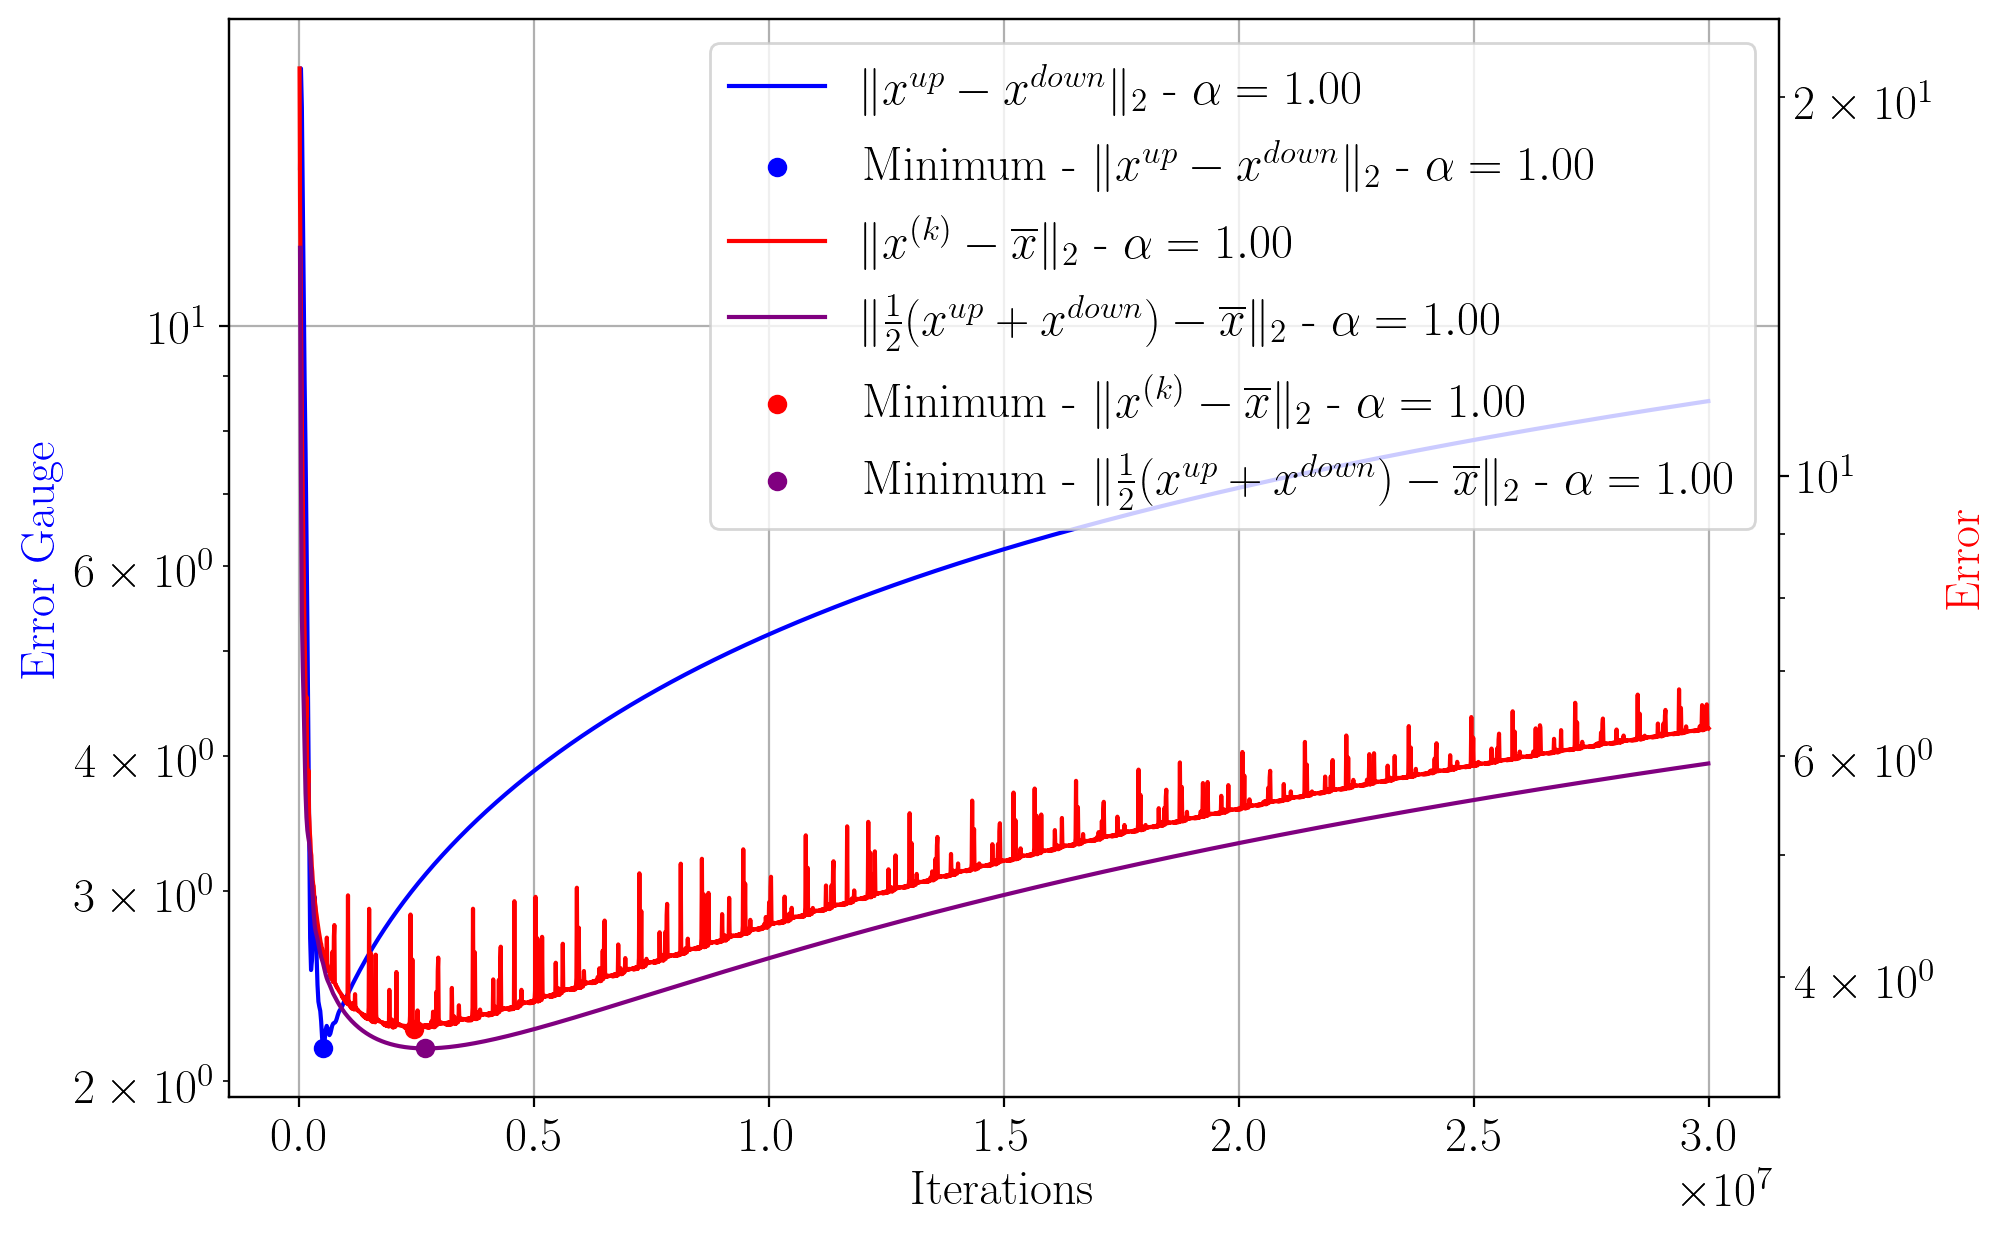 ‖x^{up} − x^{down}‖₂ - α = 1.00
Minimum - ‖x^{up} − x^{down}‖₂ - α = 1.00
‖x^{(k)} − x̅‖₂ - α = 1.00
‖½(x^{up} + x^{down}) − x̅‖₂ - α = 1.00
Minimum - ‖x^{(k)} − x̅‖₂ - α = 1.00
Minimum - ‖½(x^{up} + x^{down}) − x̅‖₂ - α = 1.00
Error Gauge
10¹
6 × 10⁰
4 × 10⁰
3 × 10⁰
2 × 10⁰
2 × 10¹
10¹
6 × 10⁰
4 × 10⁰
Error
0.0 0.5 1.0 1.5 2.0 2.5 3.0
Iterations
×10⁷